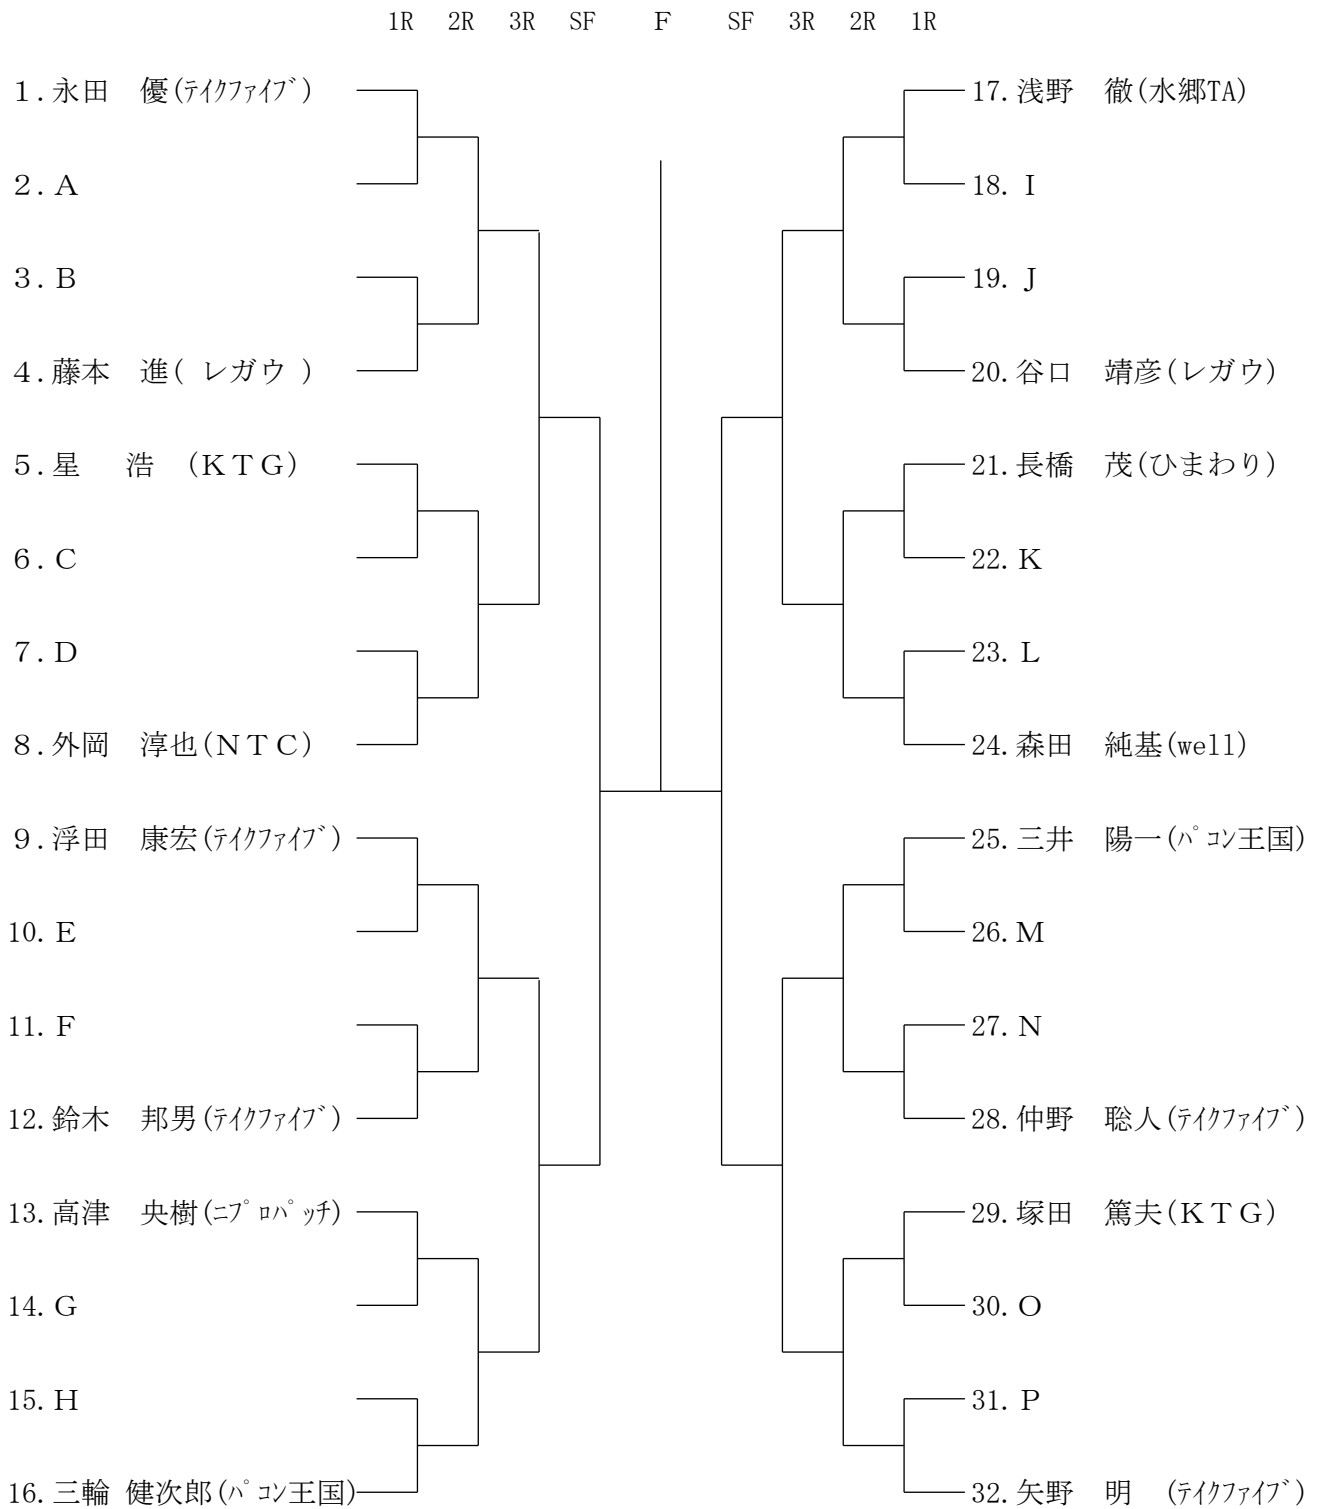 1R 2R 3R SF F SF 3R 2R 1R
1.永田　優(ﾃｲｸﾌｧｲﾌﾞ)
2.A
3.B
4.藤本　進( レガウ )
5.星　浩　(KTG)
6.C
7.D
8.外岡　淳也(NTC)
9.浮田　康宏(ﾃｲｸﾌｧｲﾌﾞ)
10.E
11.F
12.鈴木　邦男(ﾃｲｸﾌｧｲﾌﾞ)
13.高津　央樹(ﾆﾌﾟﾛﾊﾟｯﾁ)
14.G
15.H
16.三輪 健次郎(ﾊﾟｺﾝ王国)
17.浅野　徹(水郷TA)
18.I
19.J
20.谷口　靖彦(レガウ)
21.長橋　茂(ひまわり)
22.K
23.L
24.森田　純基(well)
25.三井　陽一(ﾊﾟｺﾝ王国)
26.M
27.N
28.仲野　聡人(ﾃｲｸﾌｧｲﾌﾞ)
29.塚田　篤夫(KTG)
30.O
31.P
32.矢野　明　(ﾃｲｸﾌｧｲﾌﾞ)